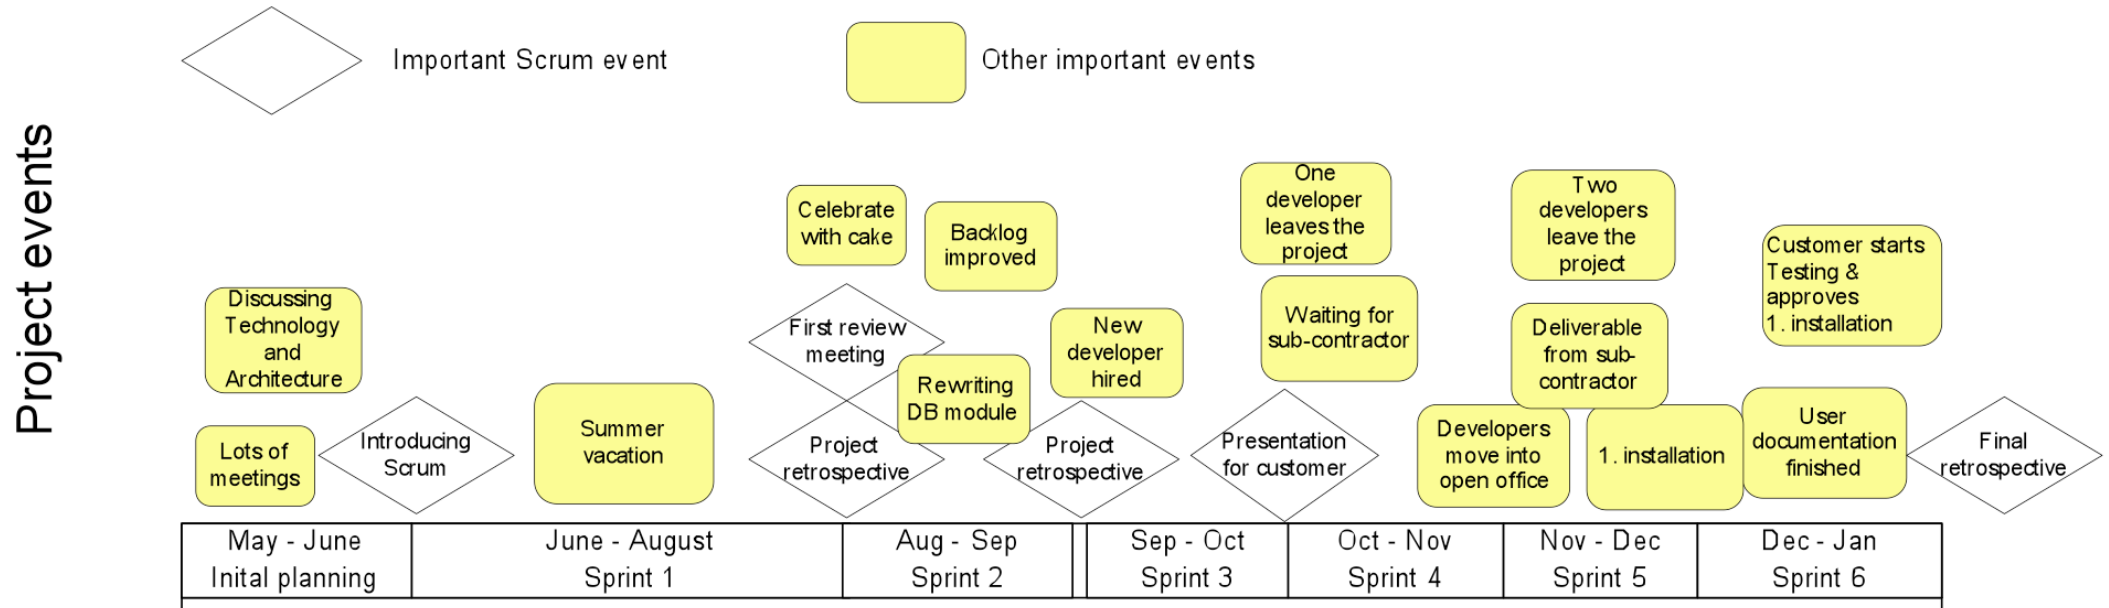 Project events
Important Scrum event
Other important events
Discussing
Technology
and
Architecture
Lots of
meetings
Introducing
Scrum
Summer
vacation
Celebrate
with cake
First review
meeting
Project
retrospective
Backlog
improved
Rewriting
DB module
New
developer
hired
Project
retrospective
One
developer
leaves the
project
Waiting for
sub-contractor
Presentation
for customer
Two
developers
leave the
project
Deliverable
from sub-
contractor
Developers
move into
open office
1. installation
Customer starts
Testing &
approves
1. installation
User
documentation
finished
Final
retrospective
May - June
Inital planning
June - August
Sprint 1
Aug - Sep
Sprint 2
Sep - Oct
Sprint 3
Oct - Nov
Sprint 4
Nov - Dec
Sprint 5
Dec - Jan
Sprint 6